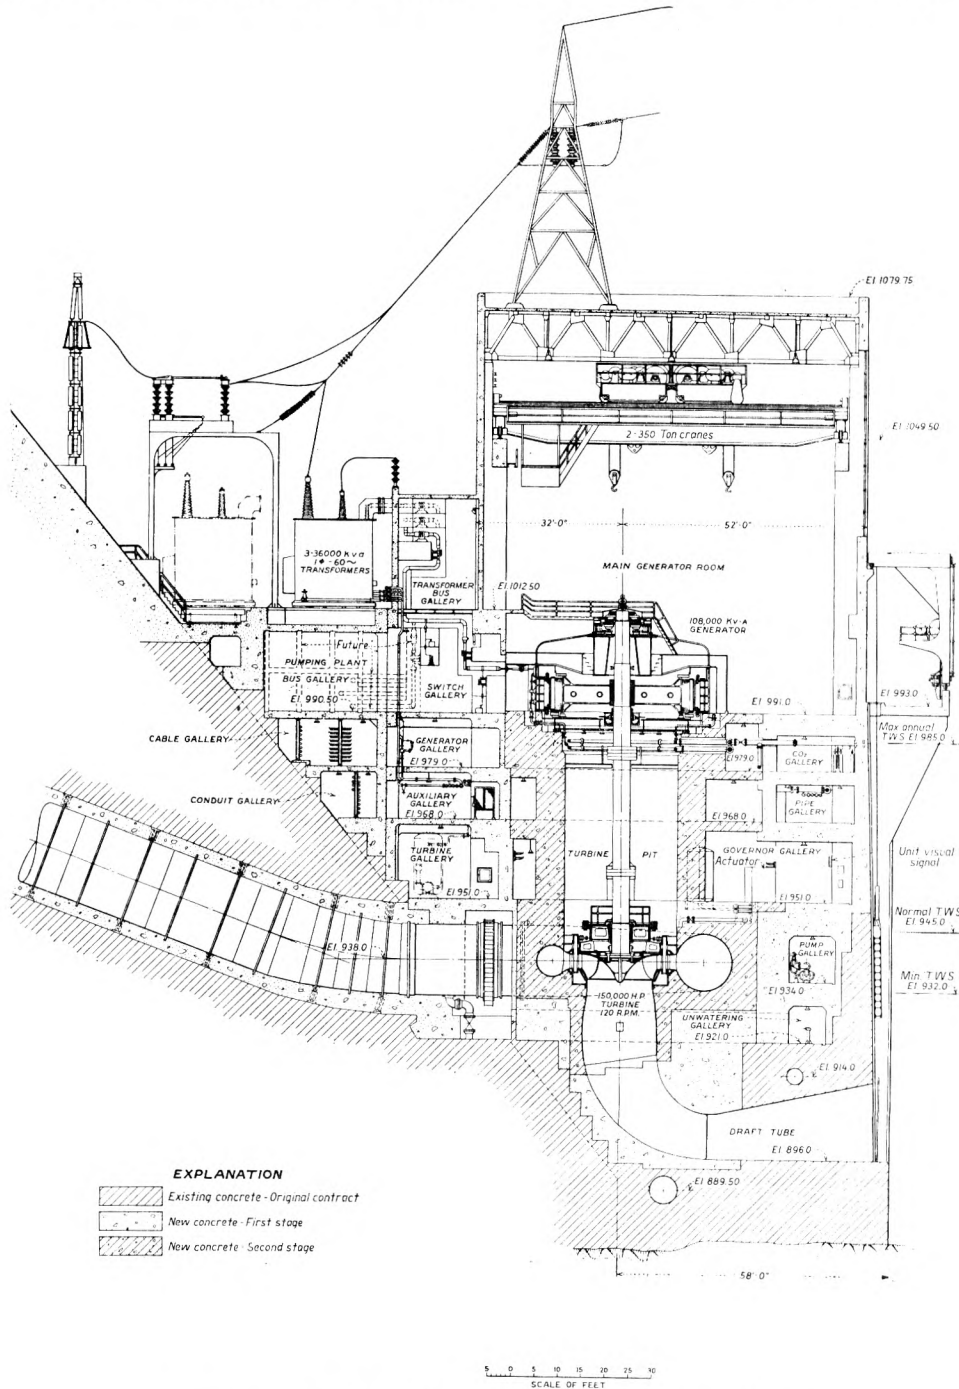 El. 1079.75
El. 1049.50
2-350 Ton cranes
32'-0"
52'-0"
3-36000 Kva
1Φ-60~
TRANSFORMERS
MAIN GENERATOR ROOM
TRANSFORMER
BUS
GALLERY
El. 1012.50
108,000 Kv-A
GENERATOR
Future
PUMPING PLANT
BUS GALLERY
El. 990.50
SWITCH
GALLERY
El. 991.0
El. 993.0
Max. annual
TWS El. 985.0
CABLE GALLERY
GENERATOR
GALLERY
El. 979.0
El. 979.0
CO₂
GALLERY
CONDUIT GALLERY
AUXILIARY
GALLERY
El. 968.0
El. 968.0
PIPE
GALLERY
TURBINE
GALLERY
El. 951.0
TURBINE PIT
GOVERNOR GALLERY
Actuator
El. 951.0
Unit visual
signal
Normal TWS
El. 945.0
El. 938.0
PUMP
GALLERY
El. 934.0
Min. TWS
El. 932.0
150,000 H.P.
TURBINE
120 R.P.M.
UNWATERING
GALLERY
El. 921.0
El. 914.0
DRAFT TUBE
El. 896.0
El. 889.50
EXPLANATION
Existing concrete - Original contract
New concrete - First stage
New concrete - Second stage
58'-0"
5 0 5 10 15 20 25 30
SCALE OF FEET